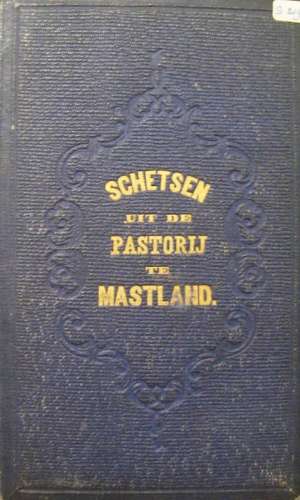 SCHETSEN
UIT DE
PASTORIJ
TE
MASTLAND.